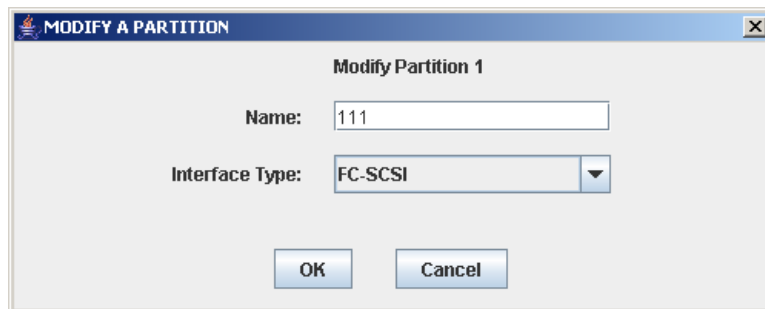 MODIFY A PARTITION
Modify Partition 1
Name: 111
Interface Type: FC-SCSI
OK Cancel